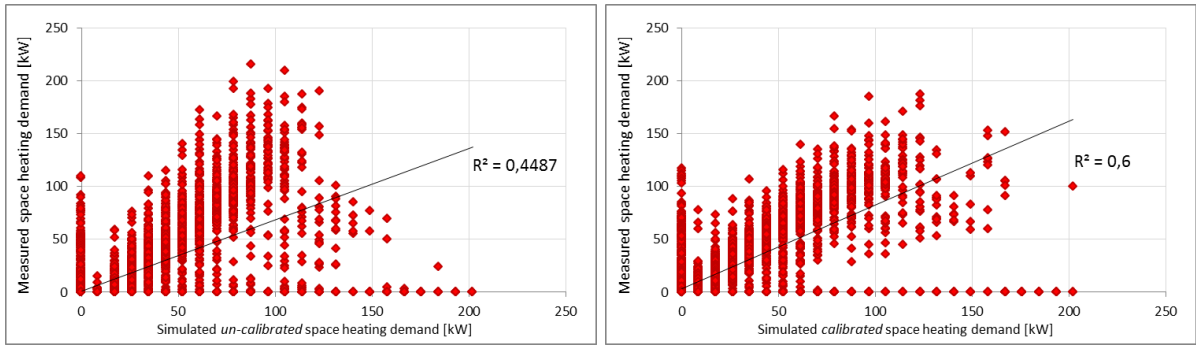 Measured space heating demand [kW]
250
200
150
100
50
0
R² = 0,4487
0 50 100 150 200 250
Simulated un-calibrated space heating demand [kW]
Measured space heating demand [kW]
250
200
150
100
50
0
R² = 0,6
0 50 100 150 200 250
Simulated calibrated space heating demand [kW]